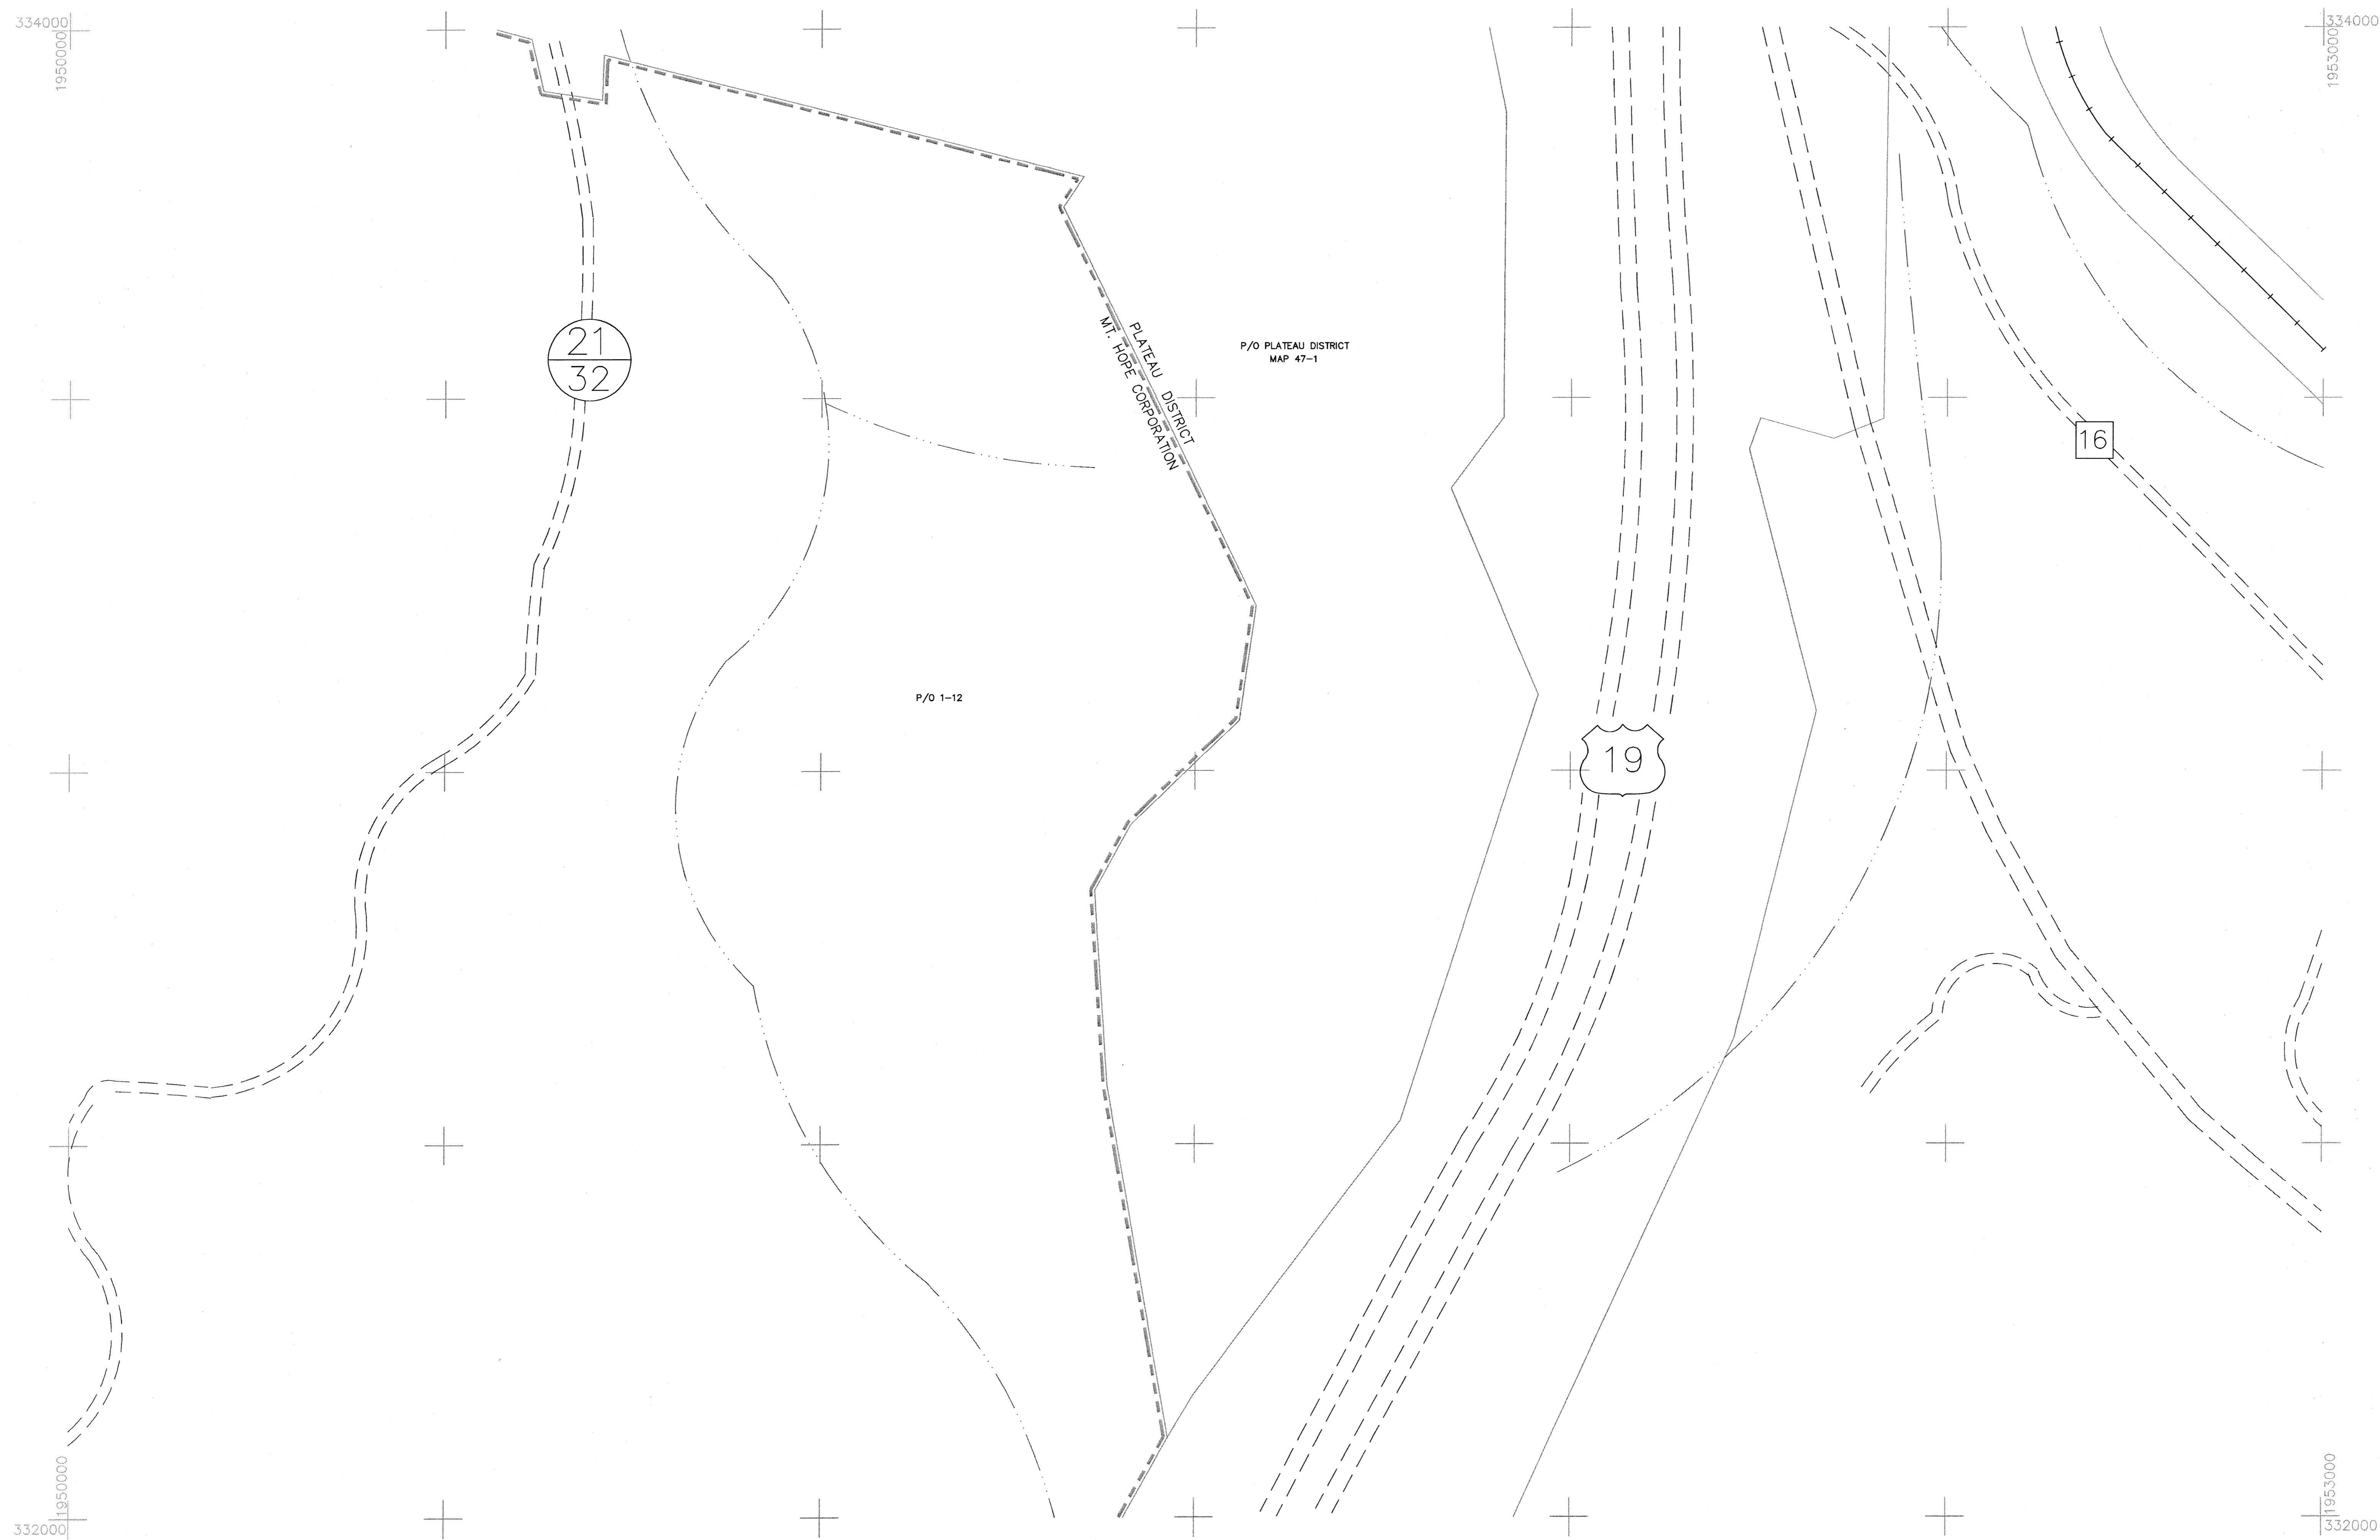 334000
1950000
334000
1953000
21
32
PLATEAU DISTRICT
MT. HOPE CORPORATION
P/O PLATEAU DISTRICT
MAP 47-1
16
P/O 1-12
19
1950000
332000
1953000
332000